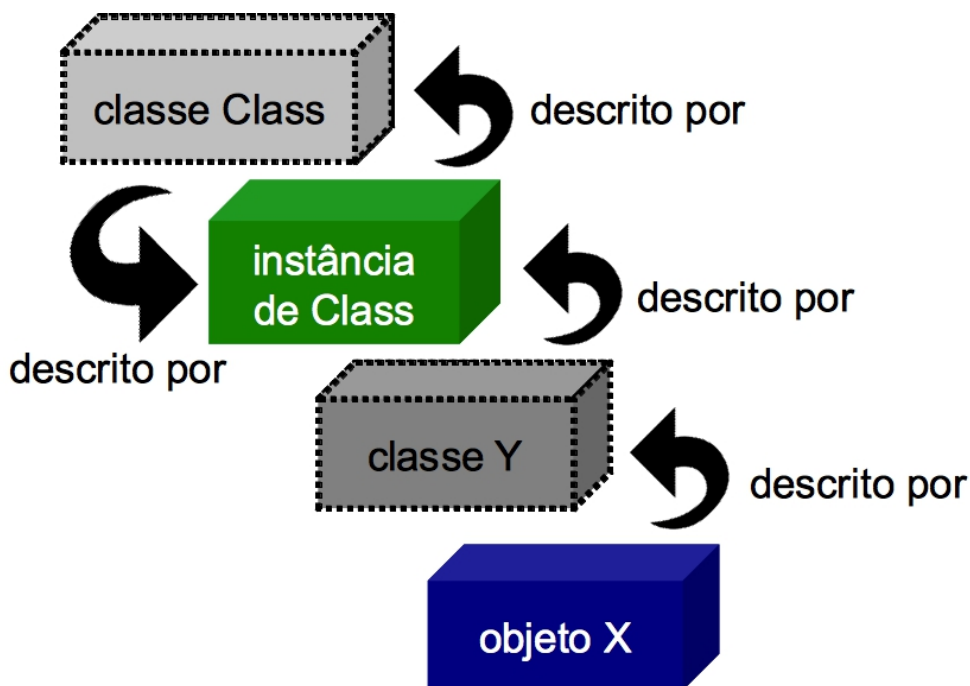 classe Class
descrito por
instância
de Class
descrito por
descrito por
classe Y
descrito por
objeto X